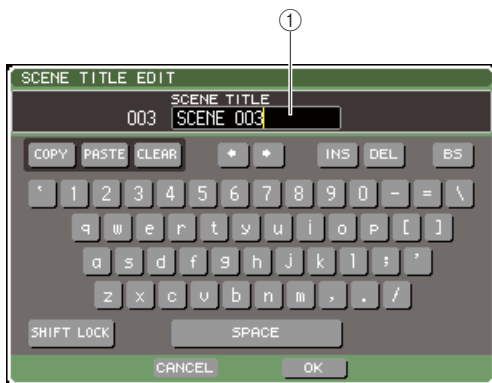 1
SCENE TITLE EDIT
SCENE TITLE
003 SCENE 003
COPY PASTE CLEAR INS DEL BS
` 1 2 3 4 5 6 7 8 9 0 - = \
q w e r t y u i o p [ ]
a s d f g h j k l ; '
z x c v b n m , . /
SHIFT LOCK SPACE
CANCEL OK